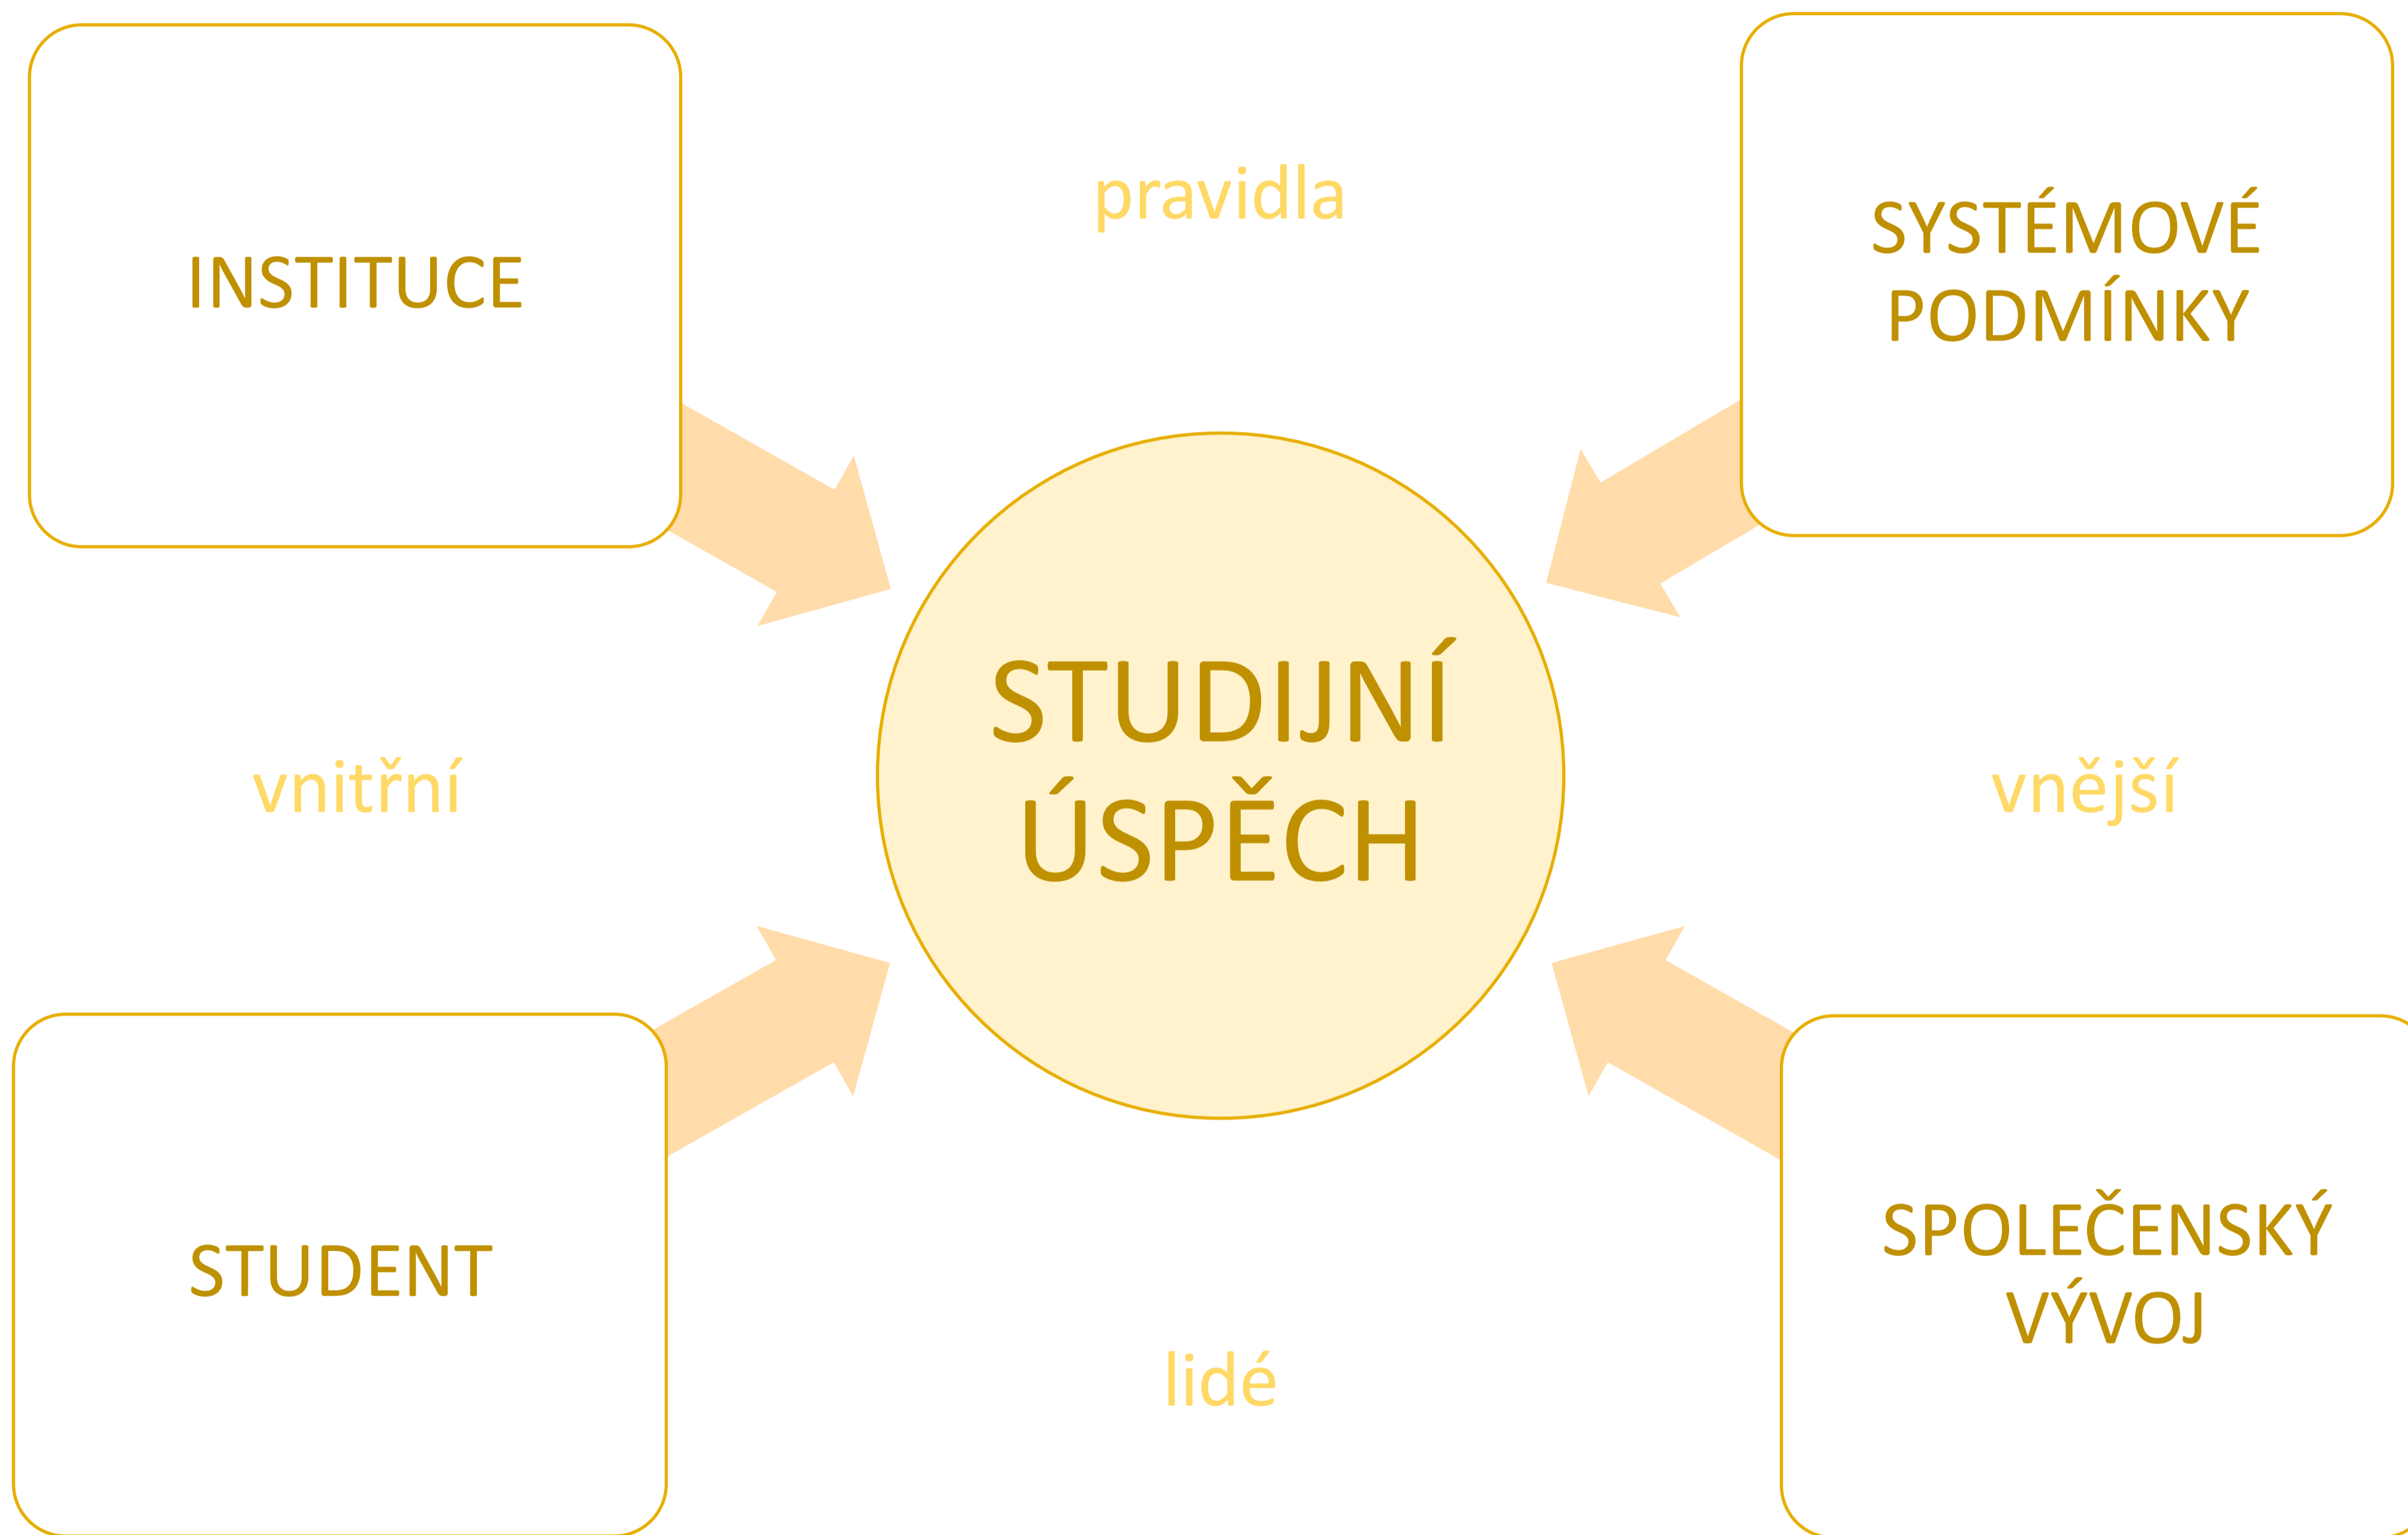 pravidla
INSTITUCE
SYSTÉMOVÉ
PODMÍNKY
STUDIJNÍ
ÚSPĚCH
vnitřní
vnější
STUDENT
SPOLEČENSKÝ
VÝVOJ
lidé